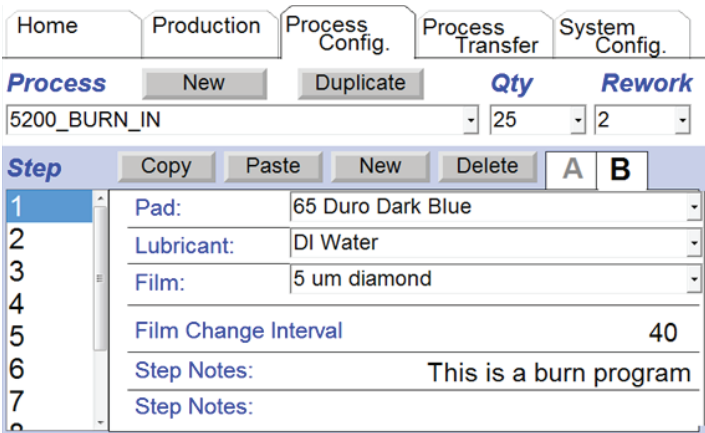 Home
Production
Process Config.
Process Transfer
System Config.
Process
New
Duplicate
Qty
Rework
5200_BURN_IN
25
2
Step
Copy
Paste
New
Delete
A
B
1
2
3
4
5
6
7
Pad:
65 Duro Dark Blue
Lubricant:
DI Water
Film:
5 um diamond
Film Change Interval
40
Step Notes:
This is a burn program
Step Notes: